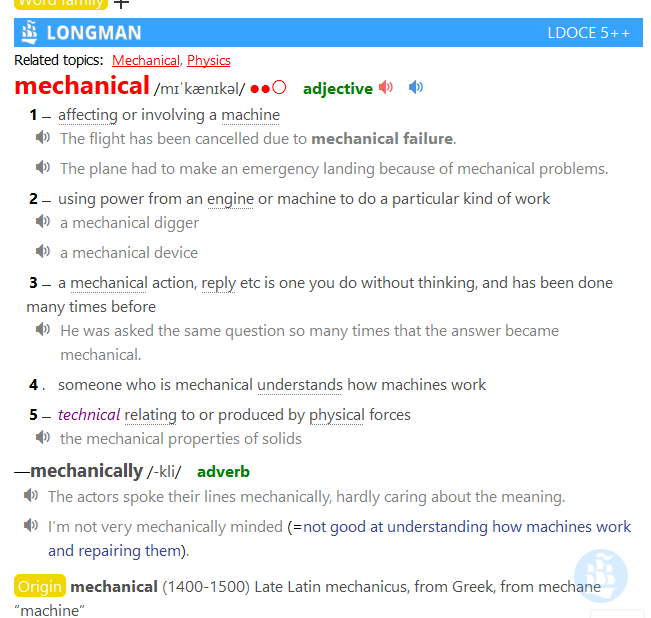 Word family +
LONGMAN LDOCE 5++
Related topics: Mechanical, Physics
mechanical /mɪˈkænɪkəl/ ●●○ adjective
1 – affecting or involving a machine
The flight has been cancelled due to mechanical failure.
The plane had to make an emergency landing because of mechanical problems.
2 – using power from an engine or machine to do a particular kind of work
a mechanical digger
a mechanical device
3 – a mechanical action, reply etc is one you do without thinking, and has been done
many times before
He was asked the same question so many times that the answer became
mechanical.
4 . someone who is mechanical understands how machines work
5 – technical relating to or produced by physical forces
the mechanical properties of solids
—mechanically /-kli/ adverb
The actors spoke their lines mechanically, hardly caring about the meaning.
I’m not very mechanically minded (=not good at understanding how machines work
and repairing them).
Origin mechanical (1400-1500) Late Latin mechanicus, from Greek, from mechane
“machine”